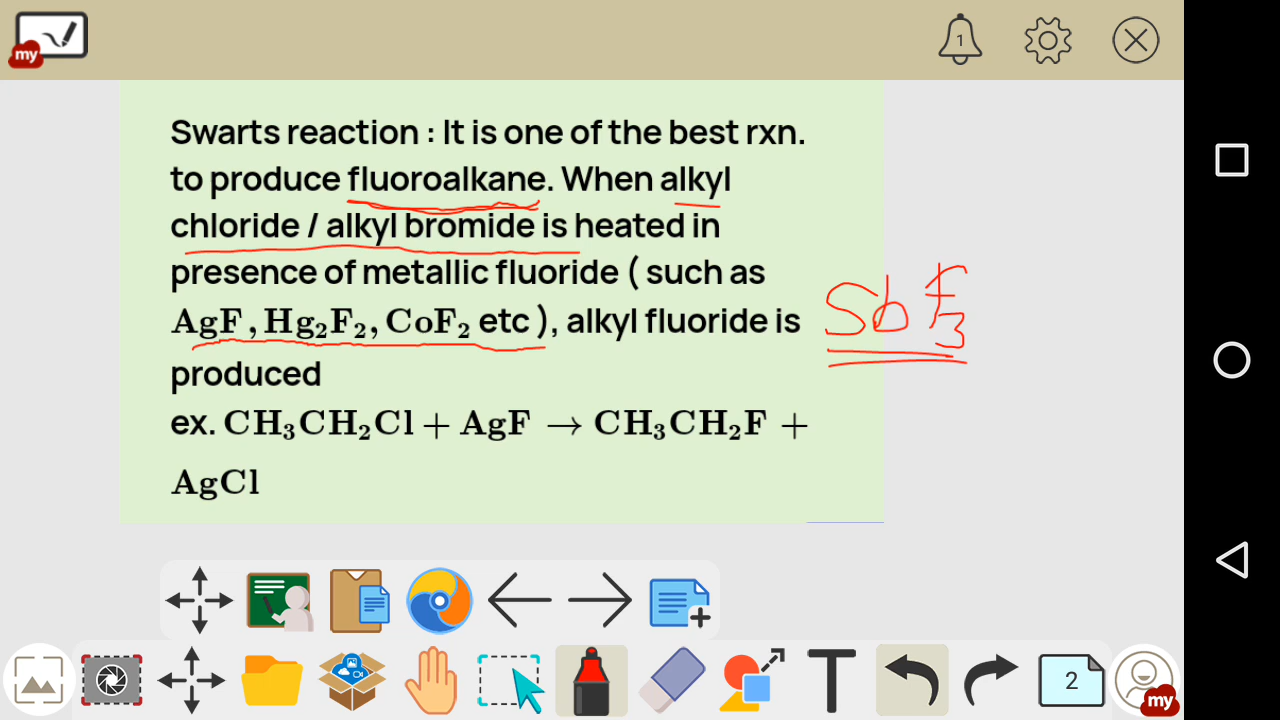 my
1
Swarts reaction : It is one of the best rxn.
to produce fluoroalkane. When alkyl
chloride / alkyl bromide is heated in
presence of metallic fluoride ( such as
AgF, Hg₂F₂, CoF₂ etc ), alkyl fluoride is
SbF₃
produced
ex. CH₃CH₂Cl + AgF → CH₃CH₂F +
AgCl
T
2
my